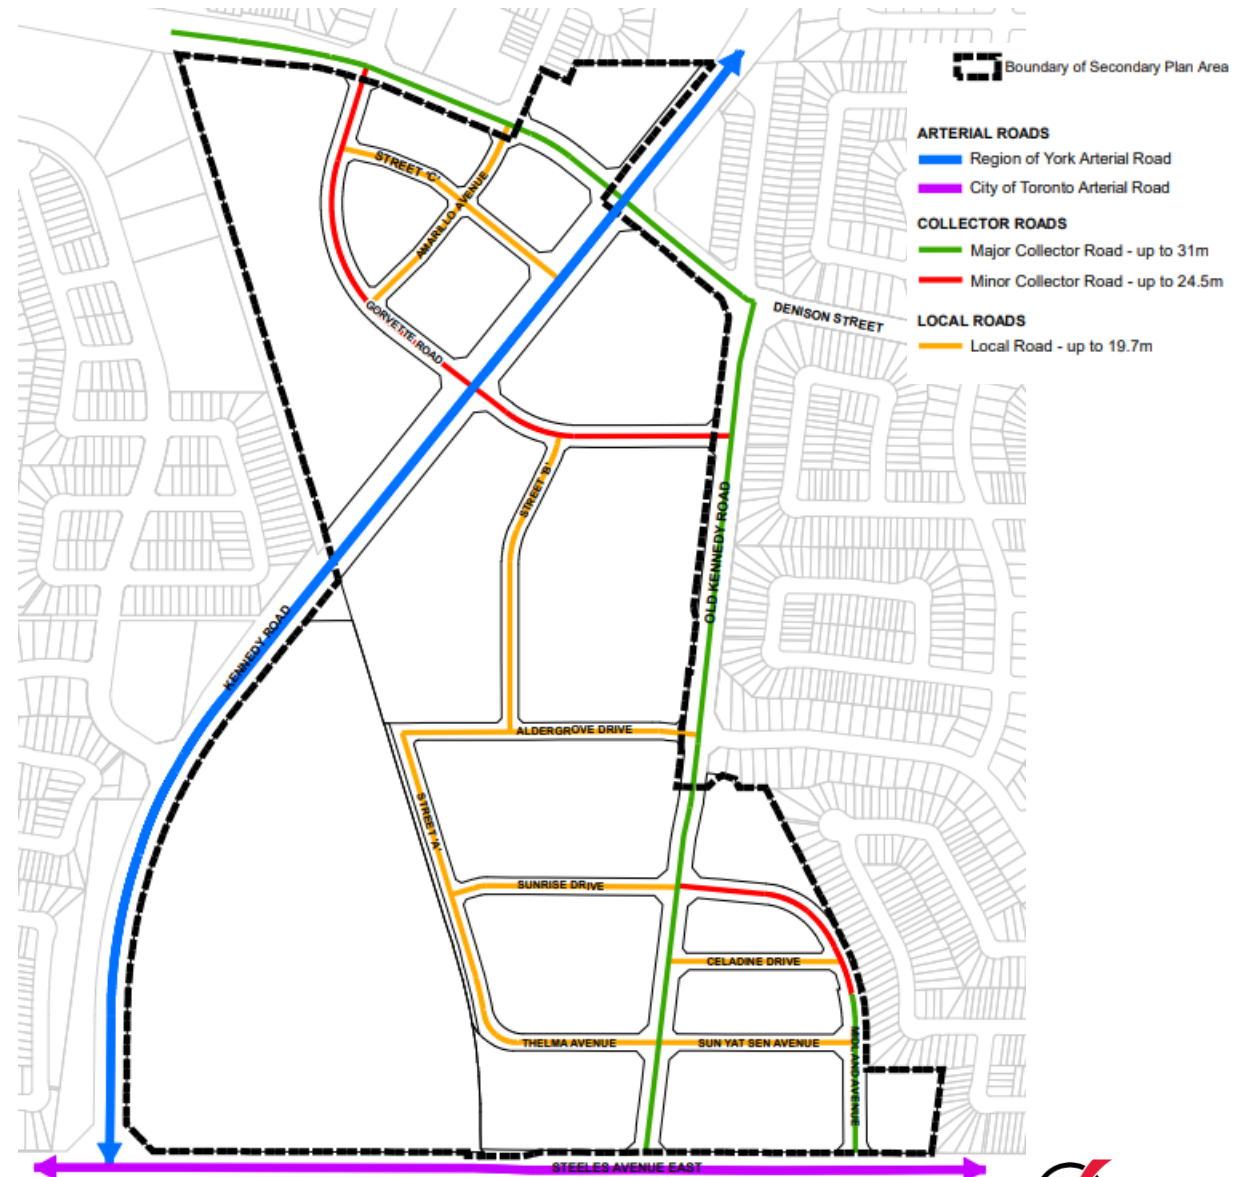 Boundary of Secondary Plan Area
ARTERIAL ROADS
Region of York Arterial Road
City of Toronto Arterial Road
COLLECTOR ROADS
Major Collector Road - up to 31m
Minor Collector Road - up to 24.5m
LOCAL ROADS
Local Road - up to 19.7m
STREET 'C'
AMARILLO AVENUE
GORVETTE ROAD
DENISON STREET
STREET 'B'
OLD KENNEDY ROAD
KENNEDY ROAD
ALDERGROVE DRIVE
STREET 'A'
SUNRISE DRIVE
CELADINE DRIVE
THELMA AVENUE
SUN YAT SEN AVENUE
MIDLAND AVENUE
STEELES AVENUE EAST